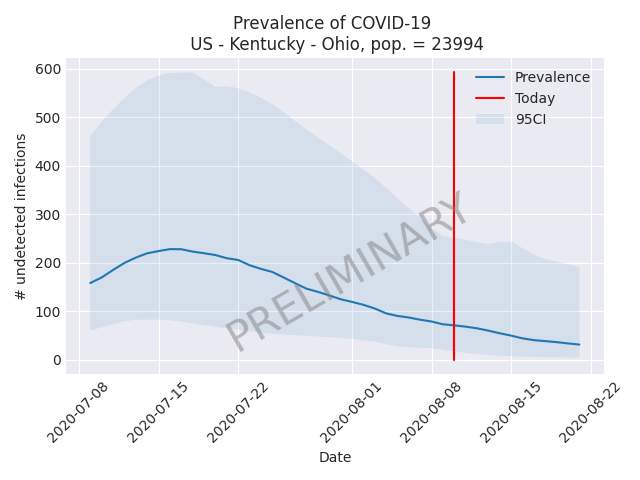 Prevalence of COVID-19
US - Kentucky - Ohio, pop. = 23994
600
500
400
300
200
100
0
# undetected infections
Prevalence
Today
95CI
PRELIMINARY
2020-07-08
2020-07-15
2020-07-22
2020-08-01
2020-08-08
2020-08-15
2020-08-22
Date